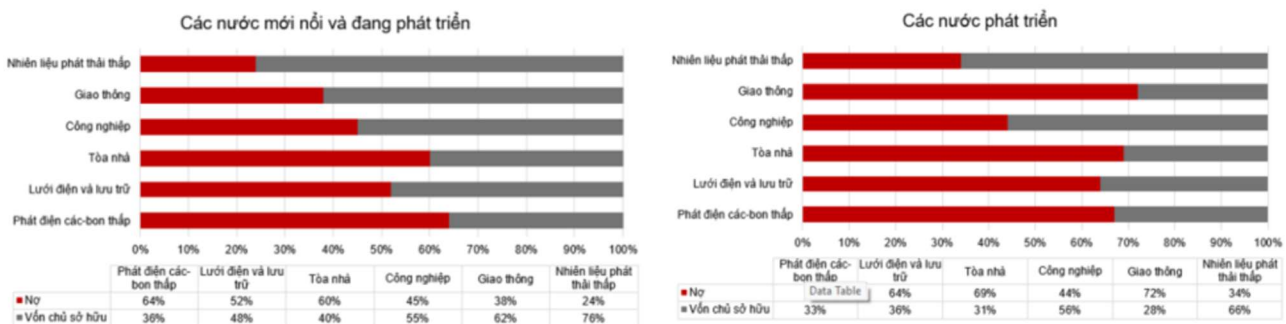 Các nước mới nổi và đang phát triển
Nhiên liệu phát thải thấp
Giao thông
Công nghiệp
Tòa nhà
Lưới điện và lưu trữ
Phát điện các-bon thấp
0% 10% 20% 30% 40% 50% 60% 70% 80% 90% 100%
Phát điện các-bon thấp Lưới điện và lưu trữ Tòa nhà Công nghiệp Giao thông Nhiên liệu phát thải thấp
Nợ 64% 52% 60% 45% 38% 24%
Vốn chủ sở hữu 36% 48% 40% 55% 62% 76%
Các nước phát triển
Nhiên liệu phát thải thấp
Giao thông
Công nghiệp
Tòa nhà
Lưới điện và lưu trữ
Phát điện các-bon thấp
0% 10% 20% 30% 40% 50% 60% 70% 80% 90% 100%
Phát điện các-bon thấp Lưới điện và lưu trữ Tòa nhà Công nghiệp Giao thông Nhiên liệu phát thải thấp
Nợ Data Table 64% 69% 44% 72% 34%
Vốn chủ sở hữu 33% 36% 31% 56% 28% 66%